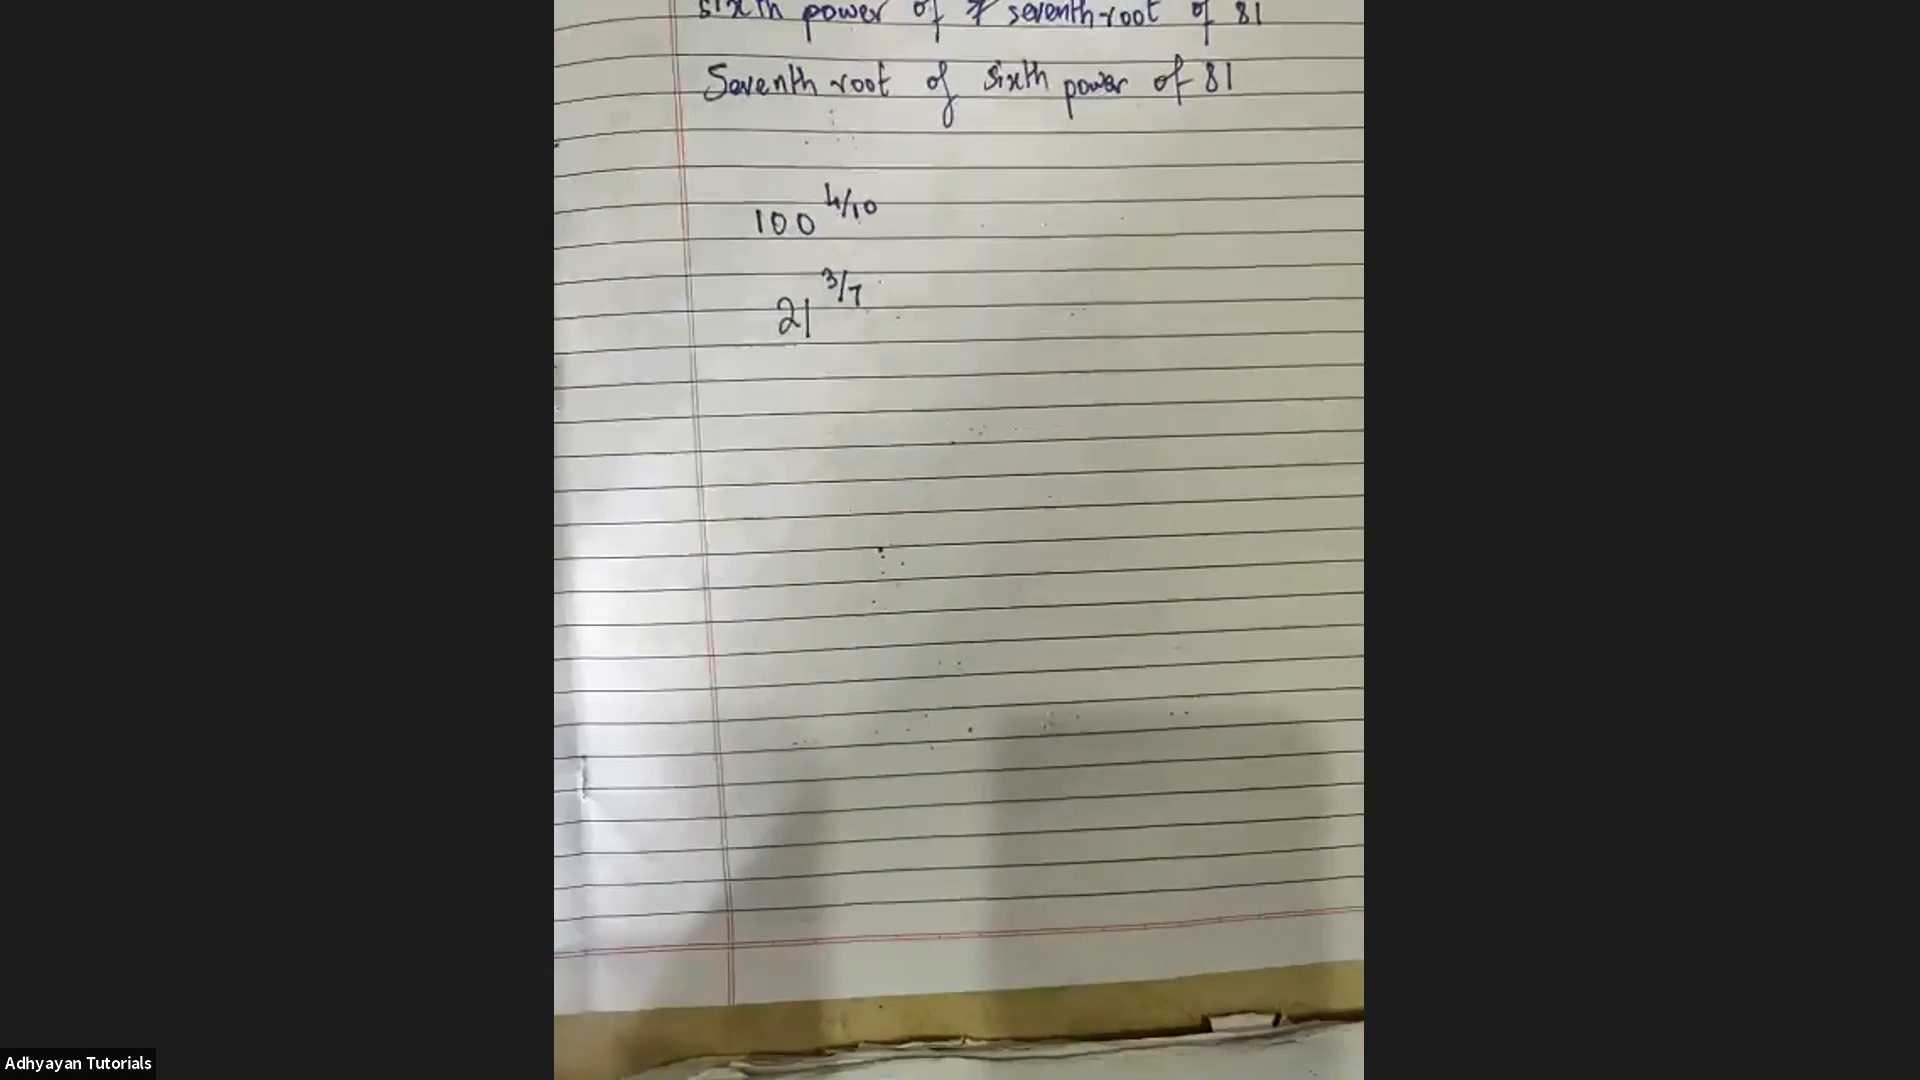 sixth power of seventh-root of 81
Seventh root of sixth power of 81
100^4/10
21^3/7
Adhyayan Tutorials